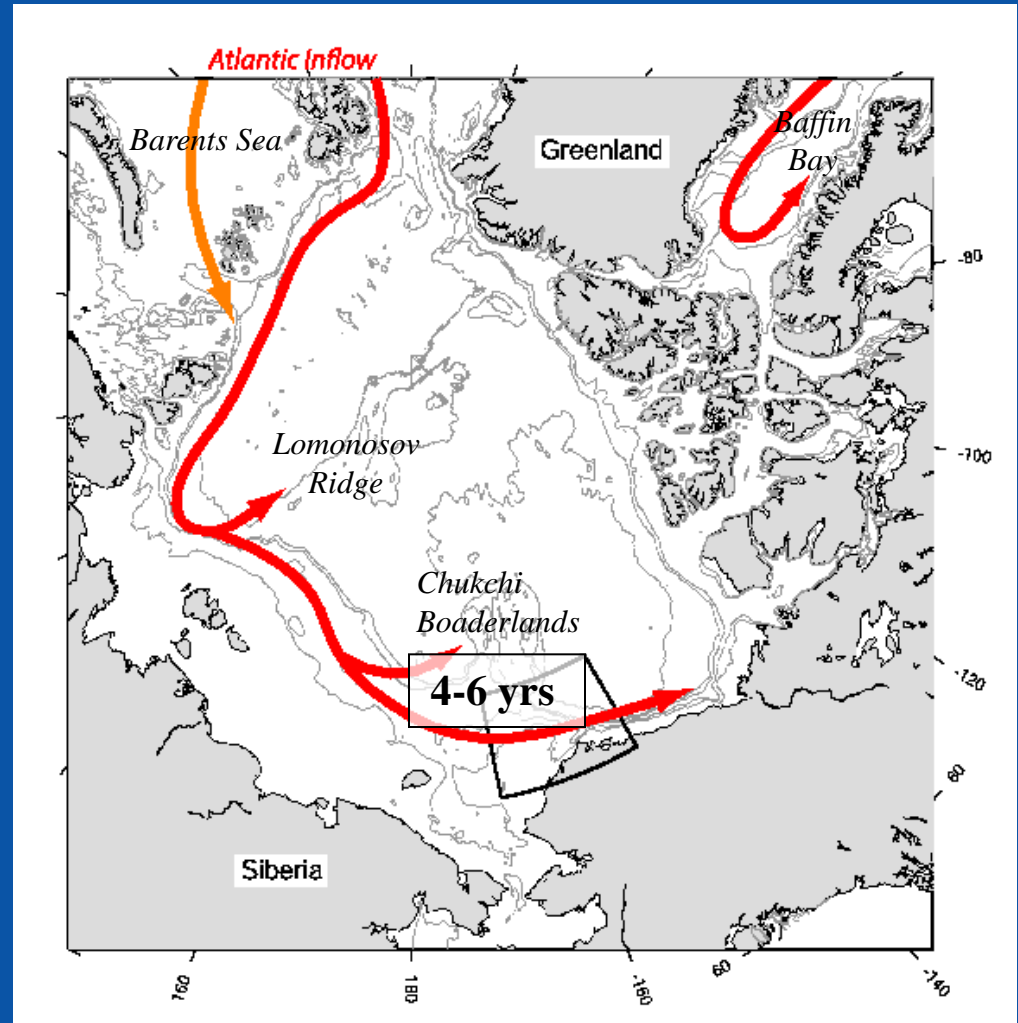 Atlantic Inflow
Barents Sea
Greenland
Baffin
Bay
-80
Lomonosov
Ridge
-100
Chukchi
Boaderlands
4-6 yrs
-120
60
Siberia
160
180
-160
60
-140